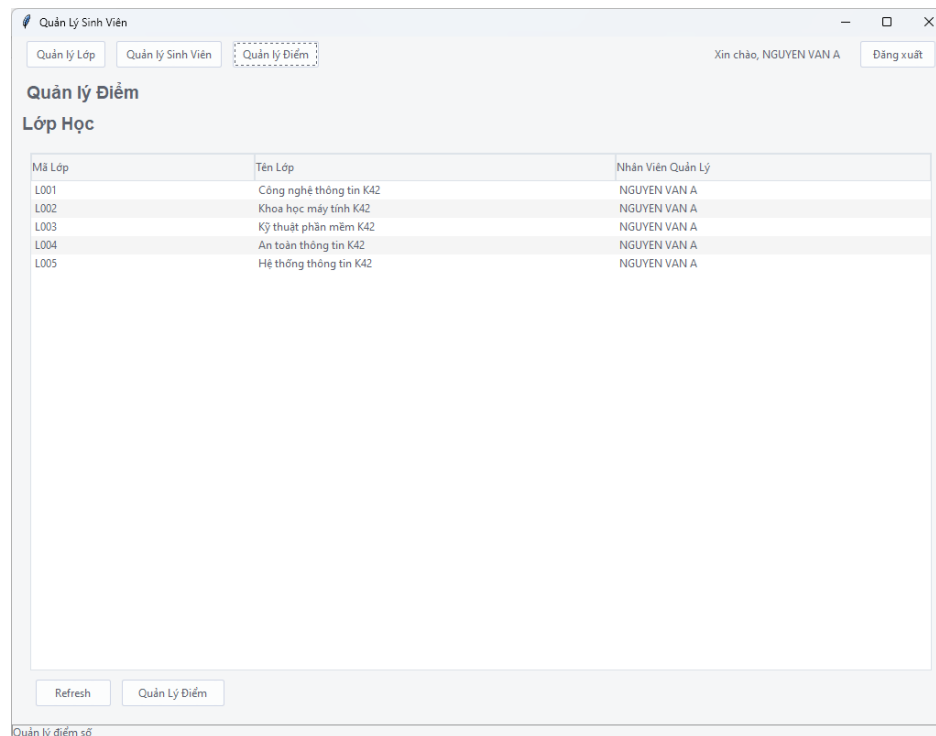 Quản Lý Sinh Viên
Quản lý Lớp Quản lý Sinh Viên Quản lý Điểm Xin chào, NGUYEN VAN A Đăng xuất
Quản lý Điểm
Lớp Học
Mã Lớp Tên Lớp Nhân Viên Quản Lý
L001 Công nghệ thông tin K42 NGUYEN VAN A
L002 Khoa học máy tính K42 NGUYEN VAN A
L003 Kỹ thuật phần mềm K42 NGUYEN VAN A
L004 An toàn thông tin K42 NGUYEN VAN A
L005 Hệ thống thông tin K42 NGUYEN VAN A
Refresh Quản Lý Điểm
Quản lý điểm số